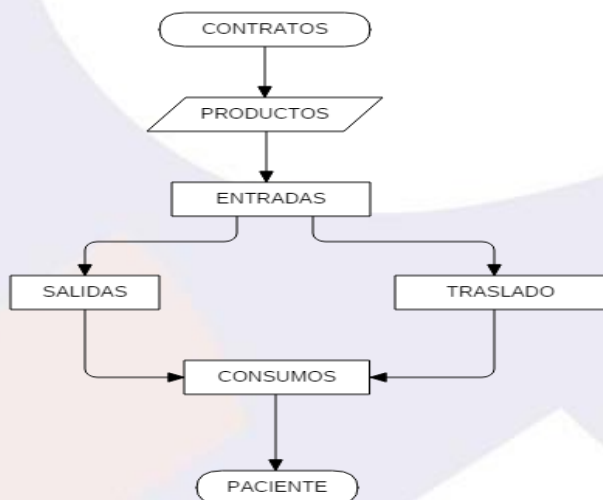 CONTRATOS
PRODUCTOS
ENTRADAS
SALIDAS
TRASLADO
CONSUMOS
PACIENTE